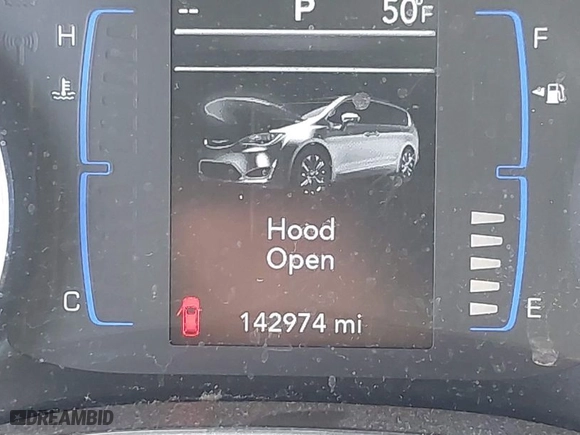 -- P 50°F
H F
Hood
Open
C E
142974 mi
DREAMBID